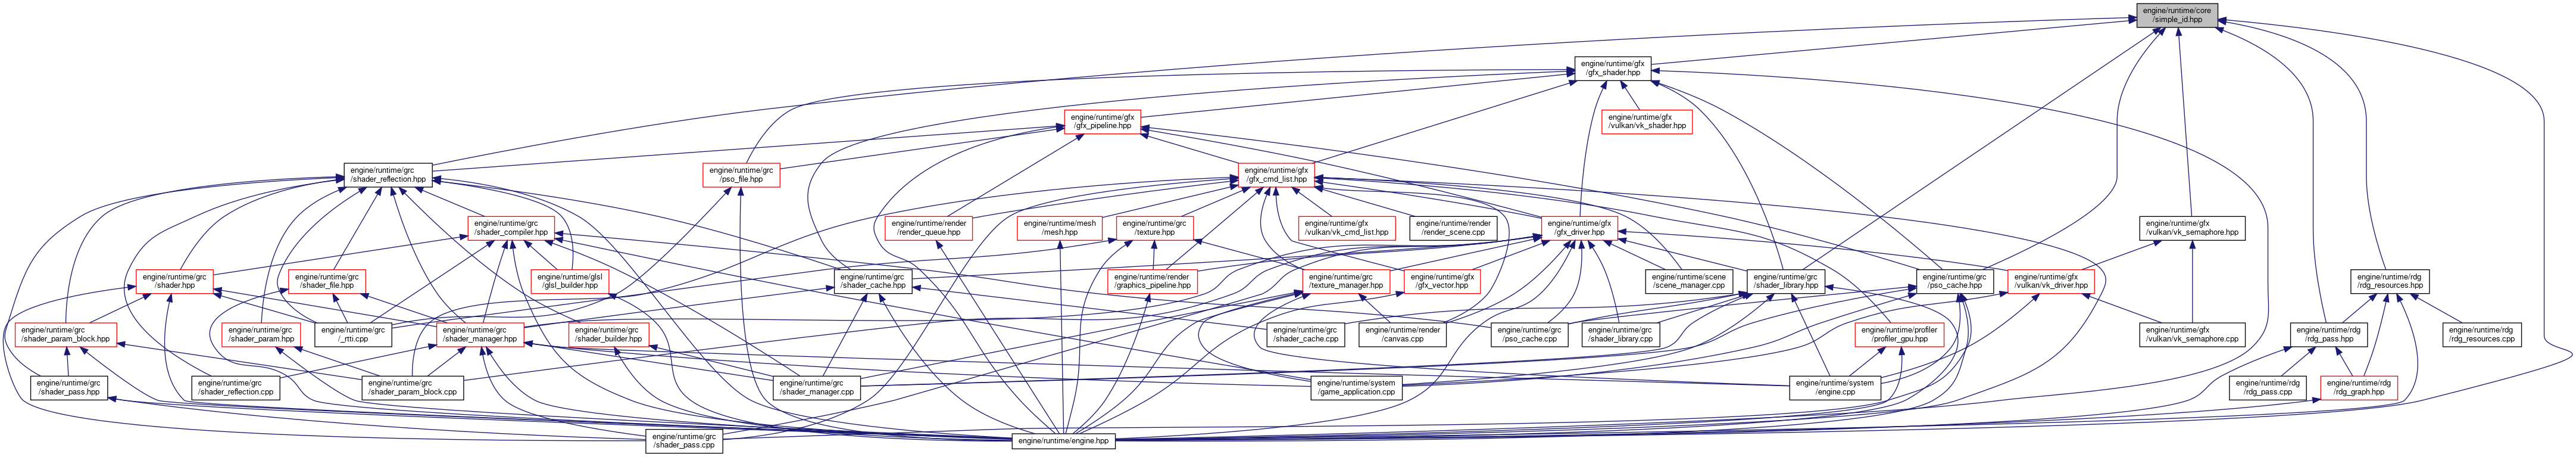 engine/runtime/core
/simple_id.hpp
engine/runtime/gfx
/gfx_shader.hpp
engine/runtime/gfx
/gfx_pipeline.hpp
engine/runtime/gfx
/vulkan/vk_shader.hpp
engine/runtime/grc
/shader_reflection.hpp
engine/runtime/grc
/pso_file.hpp
engine/runtime/gfx
/gfx_cmd_list.hpp
engine/runtime/grc
/shader_compiler.hpp
engine/runtime/render
/render_queue.hpp
engine/runtime/mesh
/mesh.hpp
engine/runtime/grc
/texture.hpp
engine/runtime/gfx
/vulkan/vk_cmd_list.hpp
engine/runtime/render
/render_scene.cpp
engine/runtime/gfx
/gfx_driver.hpp
engine/runtime/gfx
/vulkan/vk_semaphore.hpp
engine/runtime/grc
/shader.hpp
engine/runtime/grc
/shader_file.hpp
engine/runtime/glsl
/glsl_builder.hpp
engine/runtime/grc
/shader_cache.hpp
engine/runtime/render
/graphics_pipeline.hpp
engine/runtime/grc
/texture_manager.hpp
engine/runtime/gfx
/gfx_vector.hpp
engine/runtime/scene
/scene_manager.cpp
engine/runtime/grc
/shader_library.hpp
engine/runtime/grc
/pso_cache.hpp
engine/runtime/gfx
/vulkan/vk_driver.hpp
engine/runtime/rdg
/rdg_resources.hpp
engine/runtime/grc
/shader_param_block.hpp
engine/runtime/grc
/shader_param.hpp
engine/runtime/grc
/_rtti.cpp
engine/runtime/grc
/shader_manager.hpp
engine/runtime/grc
/shader_builder.hpp
engine/runtime/grc
/shader_cache.cpp
engine/runtime/render
/canvas.cpp
engine/runtime/grc
/pso_cache.cpp
engine/runtime/grc
/shader_library.cpp
engine/runtime/profiler
/profiler_gpu.hpp
engine/runtime/gfx
/vulkan/vk_semaphore.cpp
engine/runtime/rdg
/rdg_pass.hpp
engine/runtime/rdg
/rdg_resources.cpp
engine/runtime/grc
/shader_pass.hpp
engine/runtime/grc
/shader_reflection.cpp
engine/runtime/grc
/shader_param_block.cpp
engine/runtime/grc
/shader_manager.cpp
engine/runtime/system
/game_application.cpp
engine/runtime/system
/engine.cpp
engine/runtime/rdg
/rdg_pass.cpp
engine/runtime/rdg
/rdg_graph.hpp
engine/runtime/grc
/shader_pass.cpp
engine/runtime/engine.hpp